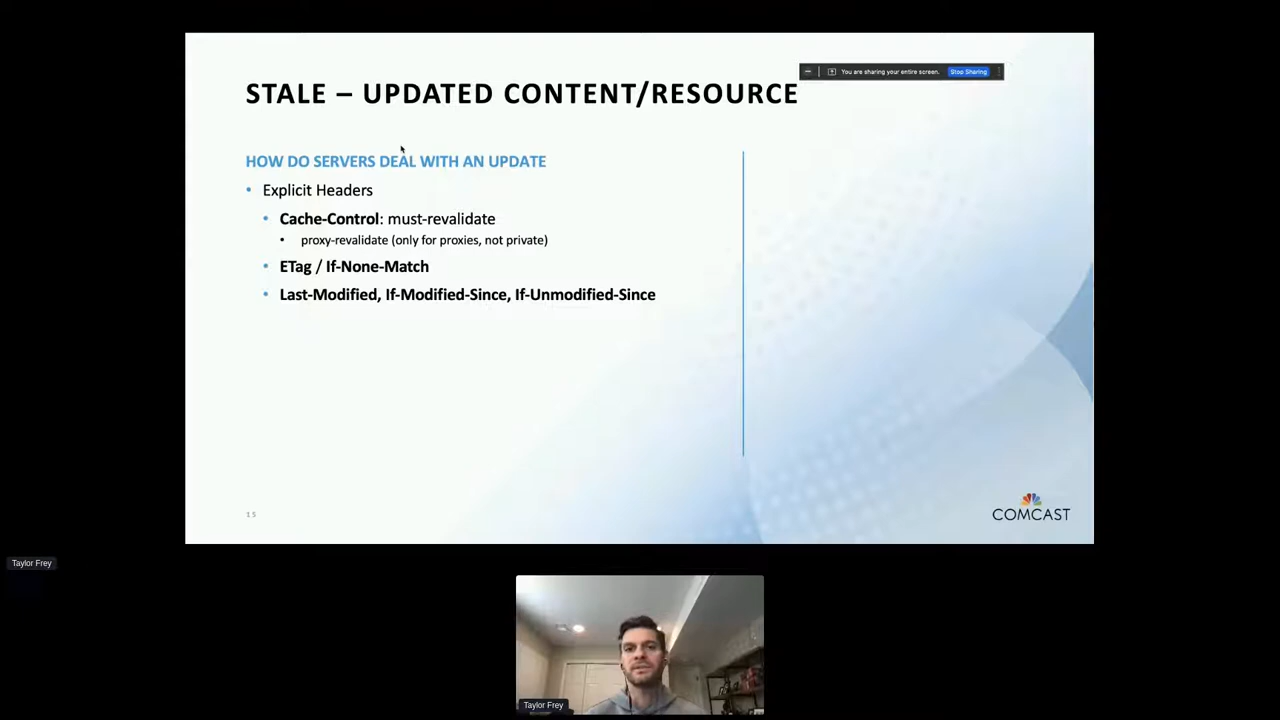 You are sharing your entire screen. Stop Sharing
STALE – UPDATED CONTENT/RESOURCE
HOW DO SERVERS DEAL WITH AN UPDATE
• Explicit Headers
• Cache-Control: must-revalidate
• proxy-revalidate (only for proxies, not private)
• ETag / If-None-Match
• Last-Modified, If-Modified-Since, If-Unmodified-Since
15
COMCAST
Taylor Frey
Taylor Frey